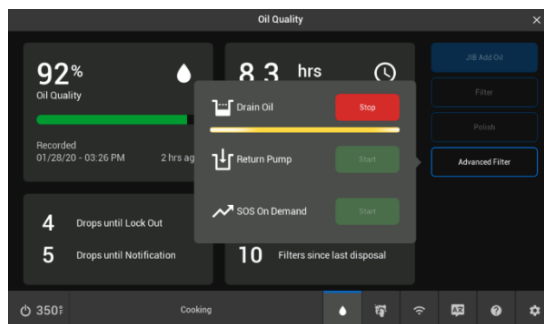 Oil Quality
92%
Oil Quality
Recorded
01/28/20 - 03:26 PM
2 hrs ag
8.3 hrs
JIB Add Oil
Filter
Polish
Advanced Filter
Drain Oil
Stop
Return Pump
Start
SOS On Demand
Start
4 Drops until Lock Out
5 Drops until Notification
10 Filters since last disposal
350°F
Cooking